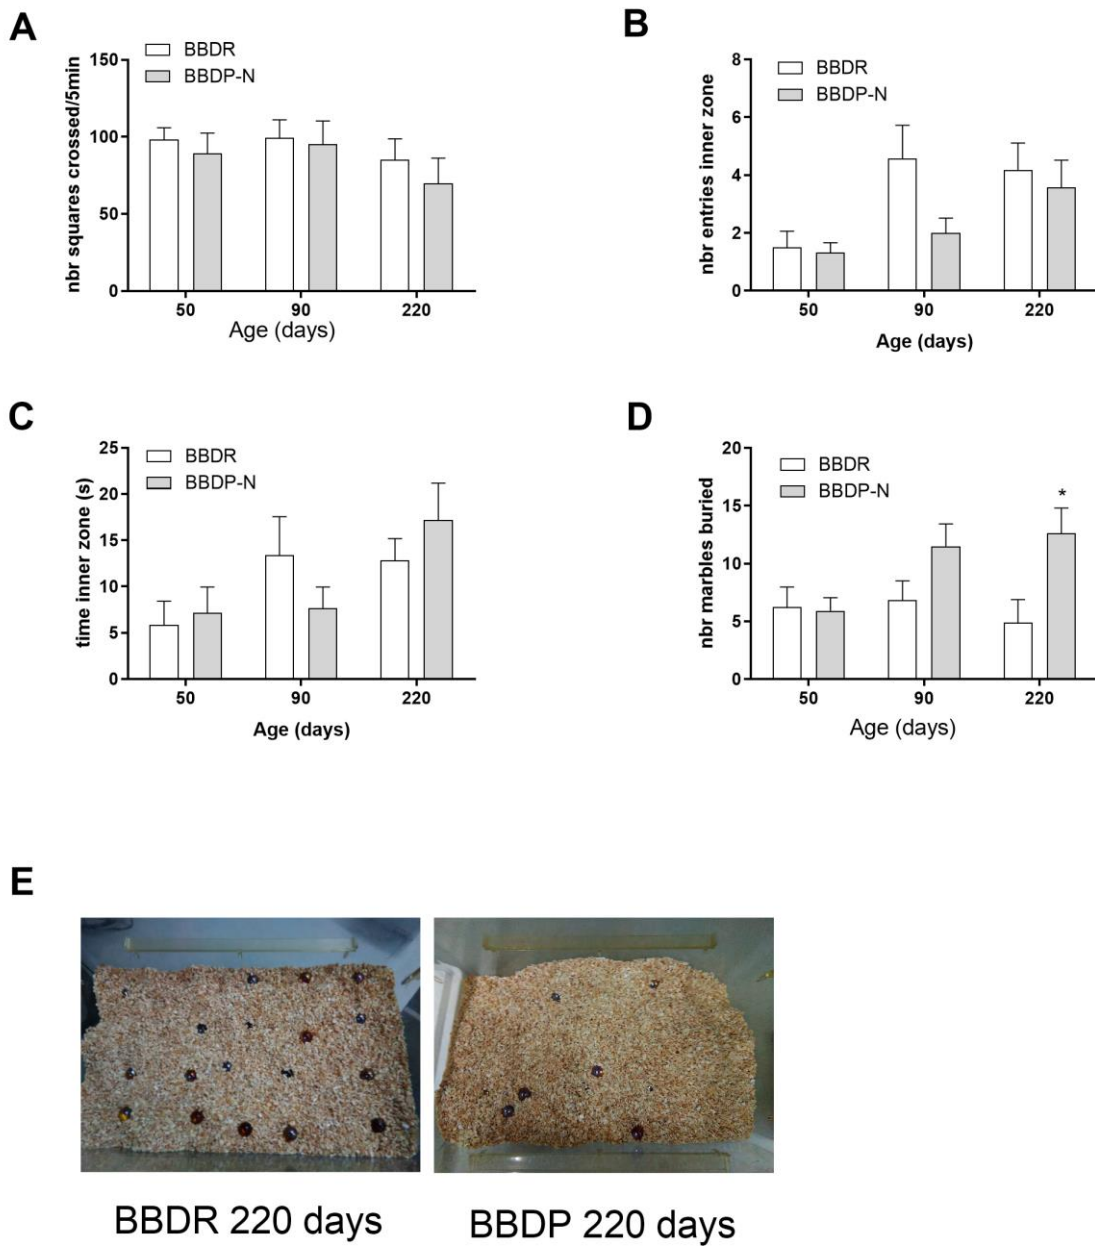 A
BBDR
BBDP-N
nbr squares crossed/5min
150
100
50
0
50 90 220
Age (days)
B
BBDR
BBDP-N
nbr entries inner zone
8
6
4
2
0
50 90 220
Age (days)
C
BBDR
BBDP-N
time inner zone (s)
25
20
15
10
5
0
50 90 220
Age (days)
D
BBDR
BBDP-N
nbr marbles buried
20
15
10
5
0
*
50 90 220
Age (days)
E
BBDR 220 days
BBDP 220 days